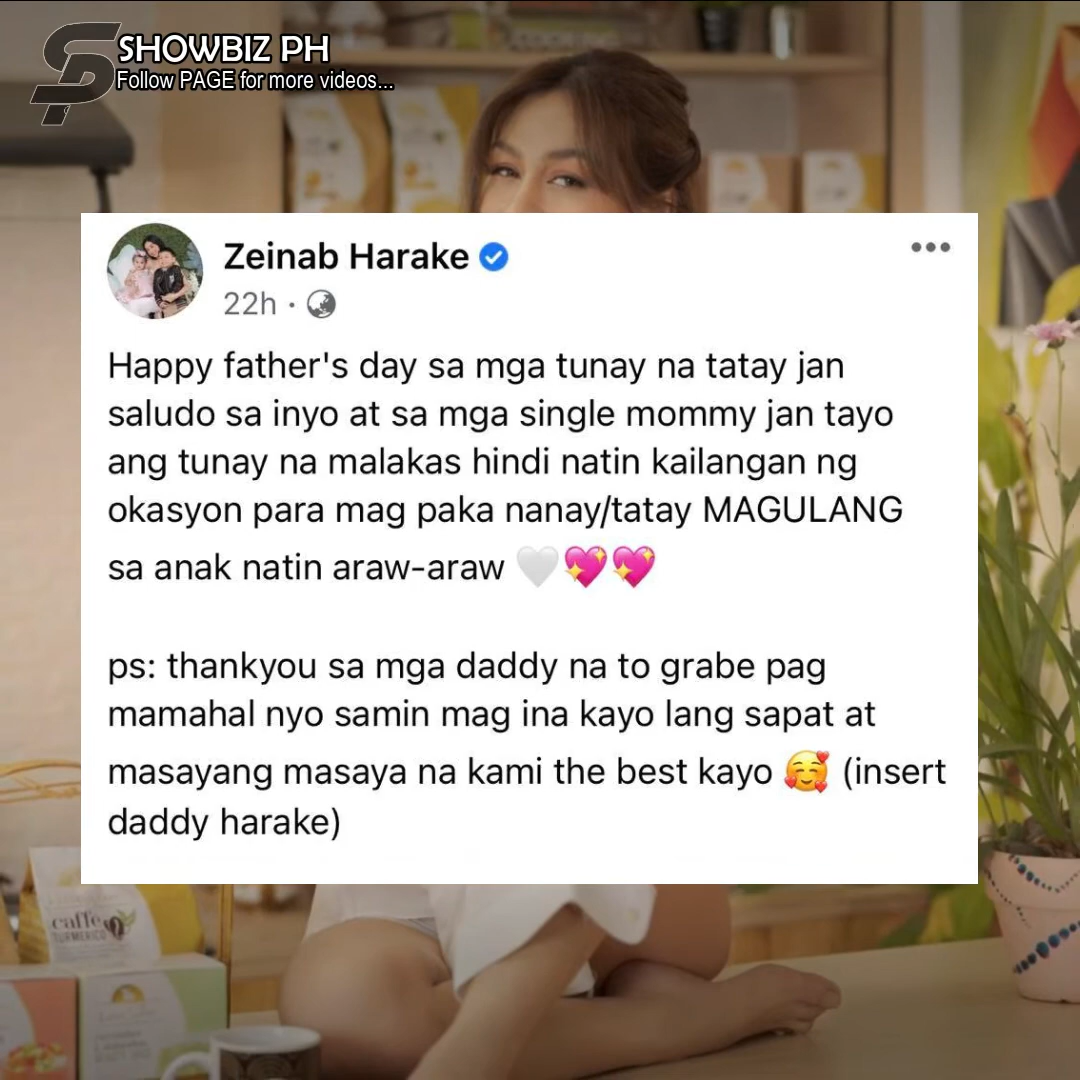 SHOWBIZ PH
Follow PAGE for more videos...
Zeinab Harake
22h ·
Happy father's day sa mga tunay na tatay jan
saludo sa inyo at sa mga single mommy jan tayo
ang tunay na malakas hindi natin kailangan ng
okasyon para mag paka nanay/tatay MAGULANG
sa anak natin araw-araw 🤍💖💖
ps: thankyou sa mga daddy na to grabe pag
mamahal nyo samin mag ina kayo lang sapat at
masayang masaya na kami the best kayo 🥰 (insert
daddy harake)
caffe
TURMERICO